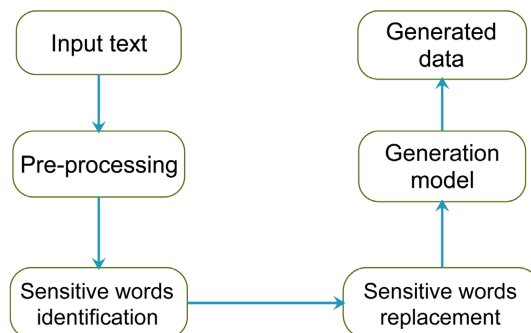 Input text
Pre-processing
Sensitive words
identification
Sensitive words
replacement
Generation
model
Generated
data